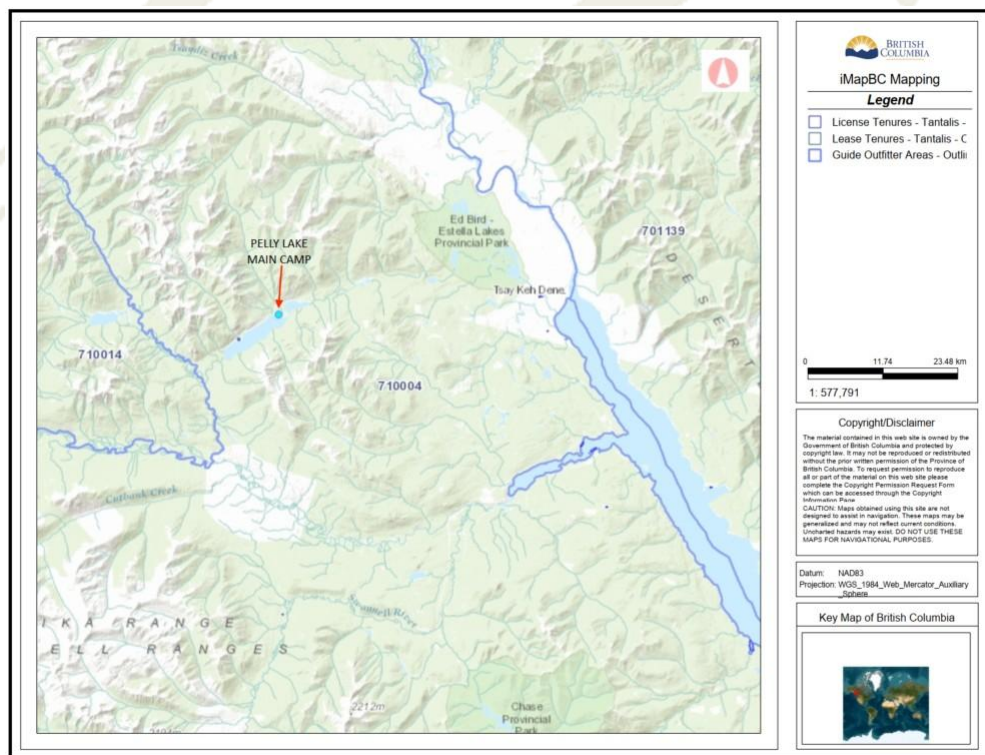 Cutbank Creek
Swannell River
Ed Bird -
Estella Lakes
Provincial Park
701139
PELLY LAKE
MAIN CAMP
DESERT
Tsay Keh Dene
710014
710004
IKA RANGE
ELL RANGES
2212m
Chase
Provincial
Park
BRITISH
COLUMBIA
iMapBC Mapping
Legend
License Tenures - Tantalis -
Lease Tenures - Tantalis - C
Guide Outfitter Areas - Outli
0 11.74 23.48 km
1: 577,791
Copyright/Disclaimer
The material contained in this web site is owned by the
Government of British Columbia and protected by
copyright law. It may not be reproduced or redistributed
without the prior written permission of the Province of
British Columbia. To request permission to reproduce
all or part of the material on this web site please
complete the Copyright Permission Request Form
which can be accessed through the Copyright
Information Page.
CAUTION: Maps obtained using this site are not
designed to assist in navigation. These maps may be
generalized and may not reflect current conditions.
Uncharted hazards may exist. DO NOT USE THESE
MAPS FOR NAVIGATIONAL PURPOSES.
Datum: NAD83
Projection: WGS_1984_Web_Mercator_Auxiliary
_Sphere
Key Map of British Columbia